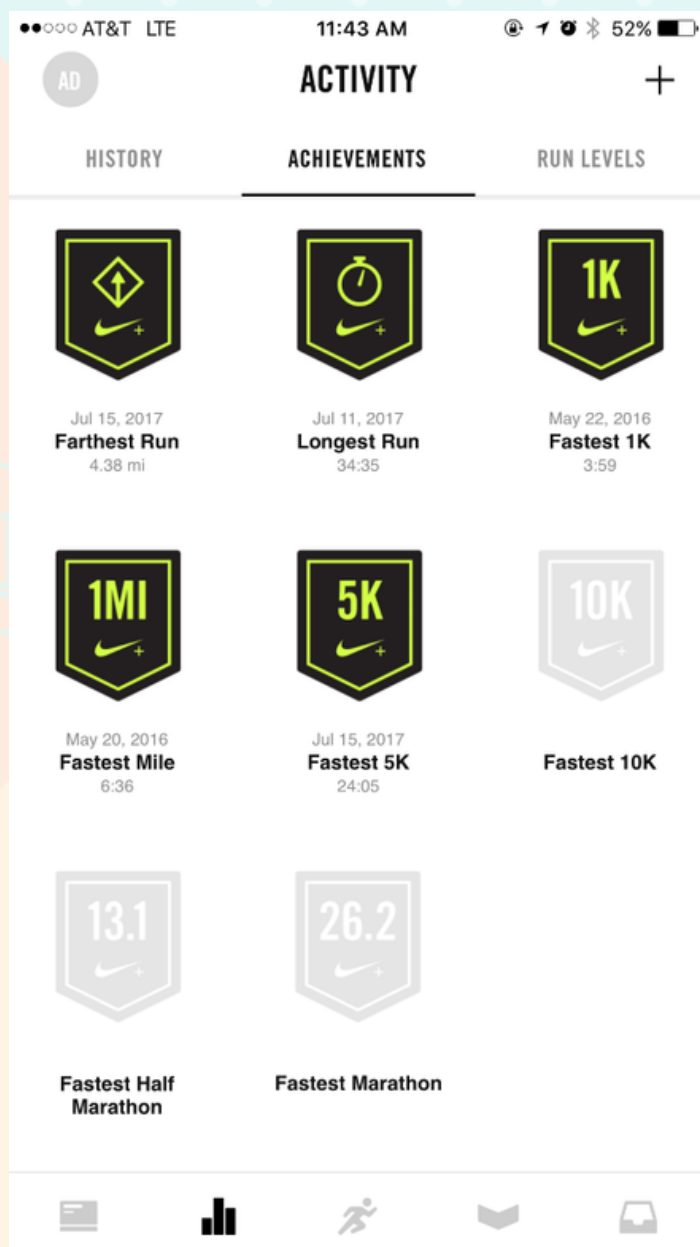 AT&T LTE 11:43 AM 52%
AD ACTIVITY +
HISTORY ACHIEVEMENTS RUN LEVELS
1K
Jul 15, 2017 Jul 11, 2017 May 22, 2016
Farthest Run Longest Run Fastest 1K
4.38 mi 34:35 3:59
1MI 5K 10K
May 20, 2016 Jul 15, 2017
Fastest Mile Fastest 5K Fastest 10K
6:36 24:05
13.1 26.2
Fastest Half Fastest Marathon
Marathon